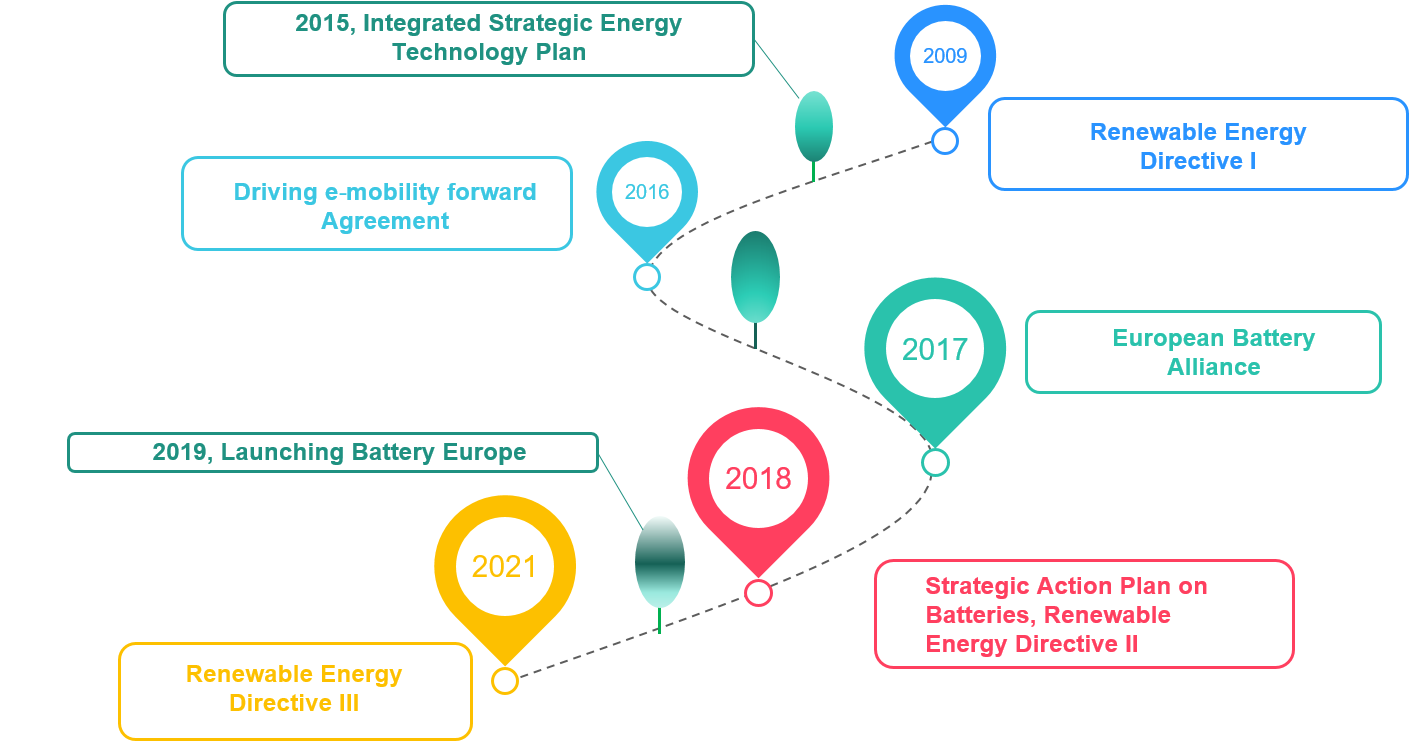 2015, Integrated Strategic Energy
Technology Plan
2009
Renewable Energy
Directive I
Driving e-mobility forward
Agreement
2016
2017
European Battery
Alliance
2019, Launching Battery Europe
2018
2021
Strategic Action Plan on
Batteries, Renewable
Energy Directive II
Renewable Energy
Directive III